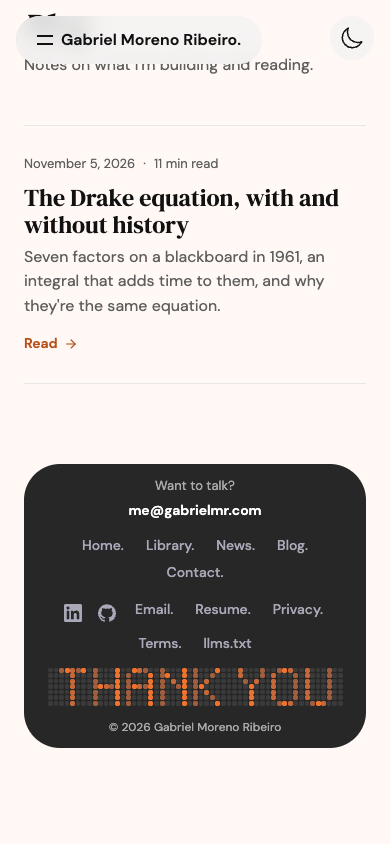 Gabriel Moreno Ribeiro.
Notes on what I'm building and reading.
November 5, 2026 · 11 min read
The Drake equation, with and
without history
Seven factors on a blackboard in 1961, an
integral that adds time to them, and why
they're the same equation.
Read →
Want to talk?
me@gabrielmr.com
Home. Library. News. Blog.
Contact.
Email. Resume. Privacy.
Terms. llms.txt
THANK YOU
© 2026 Gabriel Moreno Ribeiro